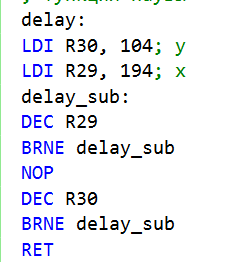 delay:
LDI R30, 104; y
LDI R29, 194; x
delay_sub:
DEC R29
BRNE delay_sub
NOP
DEC R30
BRNE delay_sub
RET